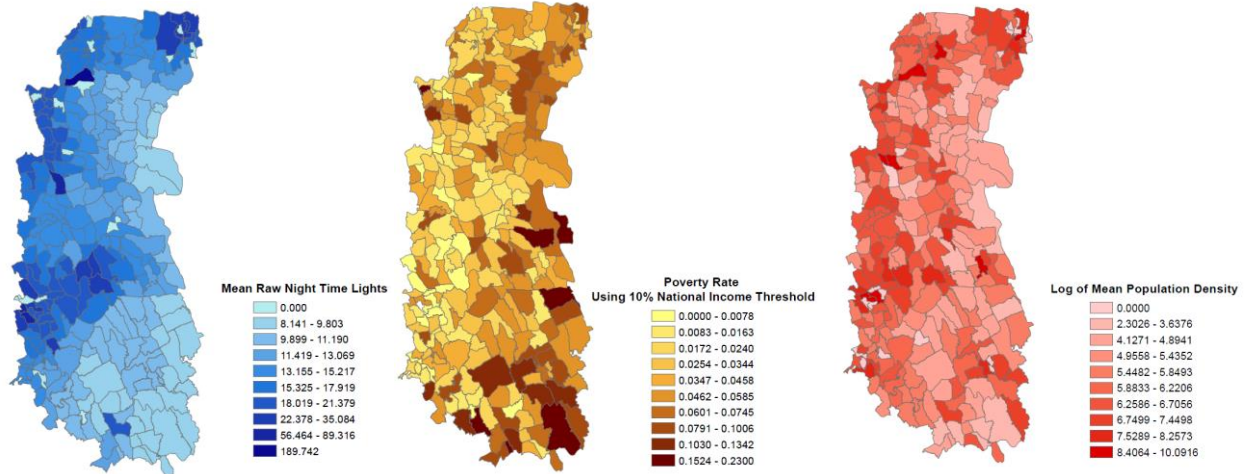 Mean Raw Night Time Lights
0.000
8.141 - 9.803
9.899 - 11.190
11.419 - 13.069
13.155 - 15.217
15.325 - 17.919
18.019 - 21.379
22.378 - 35.084
56.464 - 89.316
189.742
Poverty Rate
Using 10% National Income Threshold
0.0000 - 0.0078
0.0083 - 0.0163
0.0172 - 0.0240
0.0254 - 0.0344
0.0347 - 0.0458
0.0462 - 0.0585
0.0601 - 0.0745
0.0791 - 0.1006
0.1030 - 0.1342
0.1524 - 0.2300
Log of Mean Population Density
0.0000
2.3026 - 3.6376
4.1271 - 4.8941
4.9558 - 5.4352
5.4482 - 5.8493
5.8833 - 6.2206
6.2586 - 6.7056
6.7499 - 7.4498
7.5289 - 8.2573
8.4064 - 10.0916